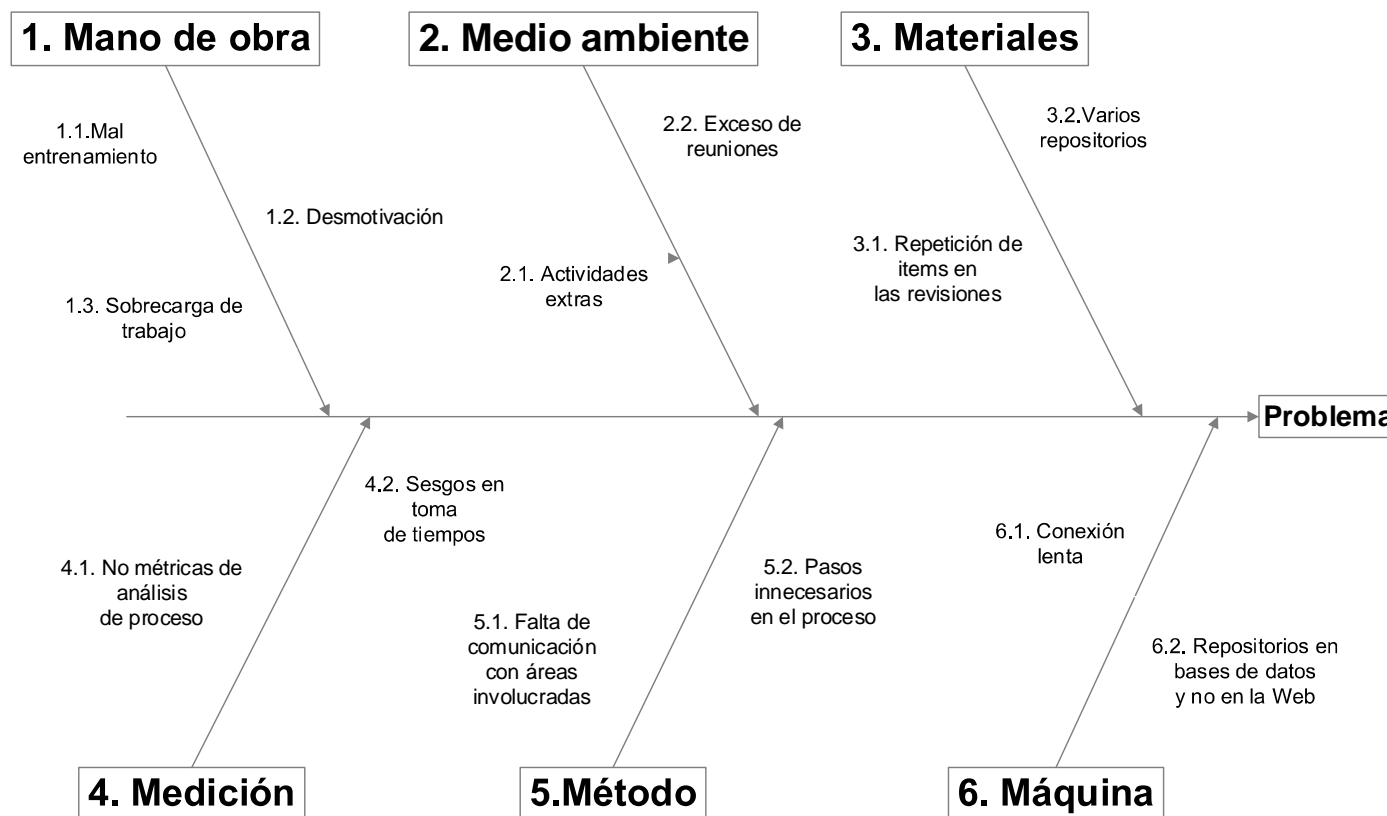 1. Mano de obra
2. Medio ambiente
3. Materiales
1.1.Mal
entrenamiento
1.2. Desmotivación
1.3. Sobrecarga de
trabajo
2.2. Exceso de
reuniones
2.1. Actividades
extras
3.2.Varios
repositorios
3.1. Repetición de
items en
las revisiones
Problema
4.2. Sesgos en
toma
de tiempos
4.1. No métricas de
análisis
de proceso
5.2. Pasos
innecesarios
en el proceso
5.1. Falta de
comunicación
con áreas
involucradas
6.1. Conexión
lenta
6.2. Repositorios en
bases de datos
y no en la Web
4. Medición
5.Método
6. Máquina